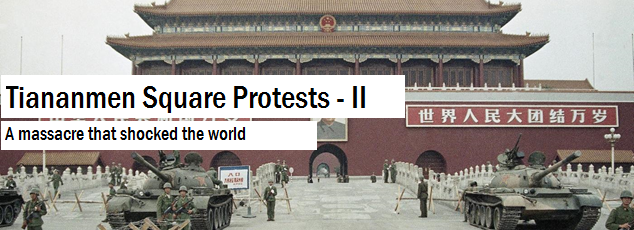 Tiananmen Square Protests - II
A massacre that shocked the world
世界人民大团结万岁